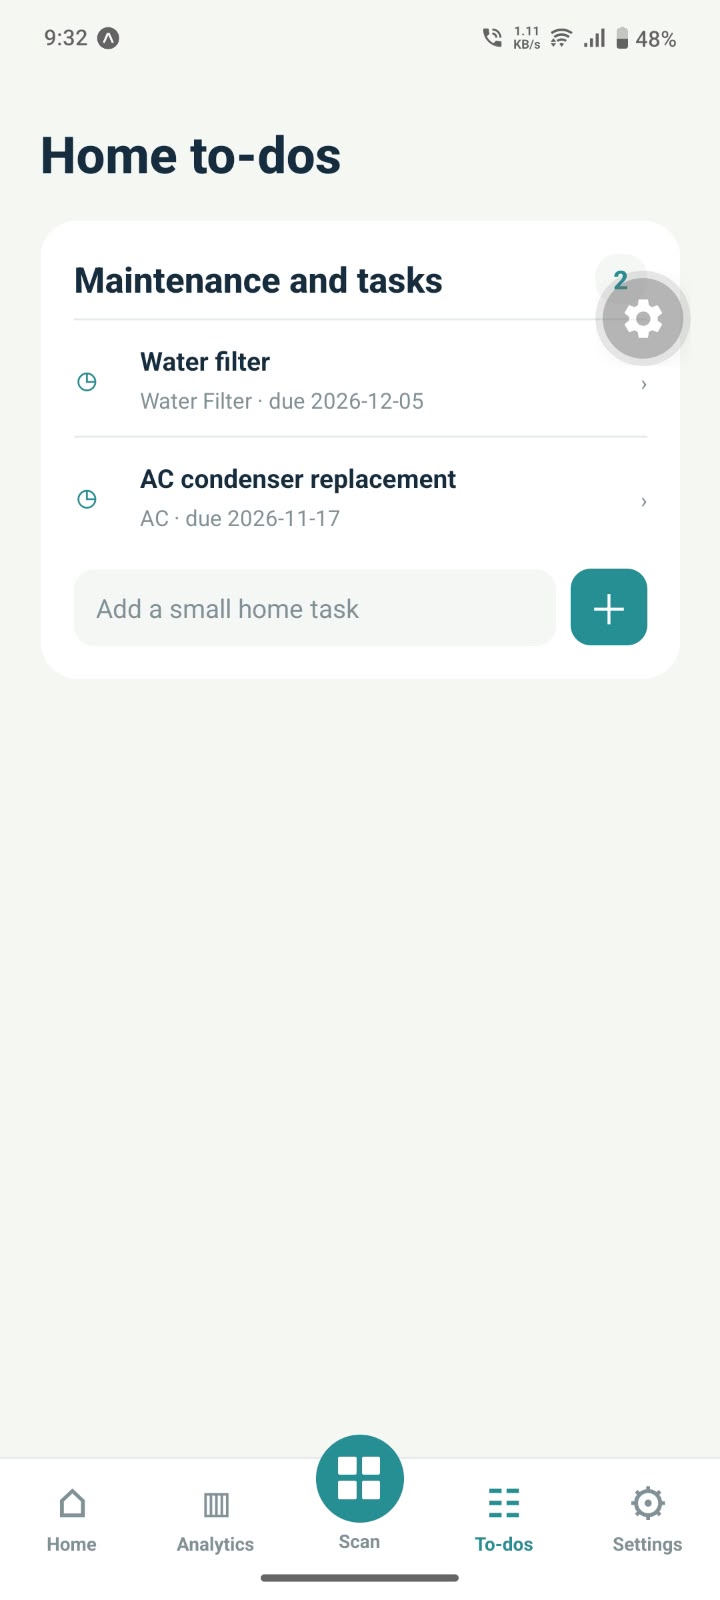 9:32
1.11
KB/s
48%
Home to-dos
Maintenance and tasks
2
Water filter
Water Filter · due 2026-12-05
›
AC condenser replacement
AC · due 2026-11-17
›
Add a small home task
Home
Analytics
Scan
To-dos
Settings